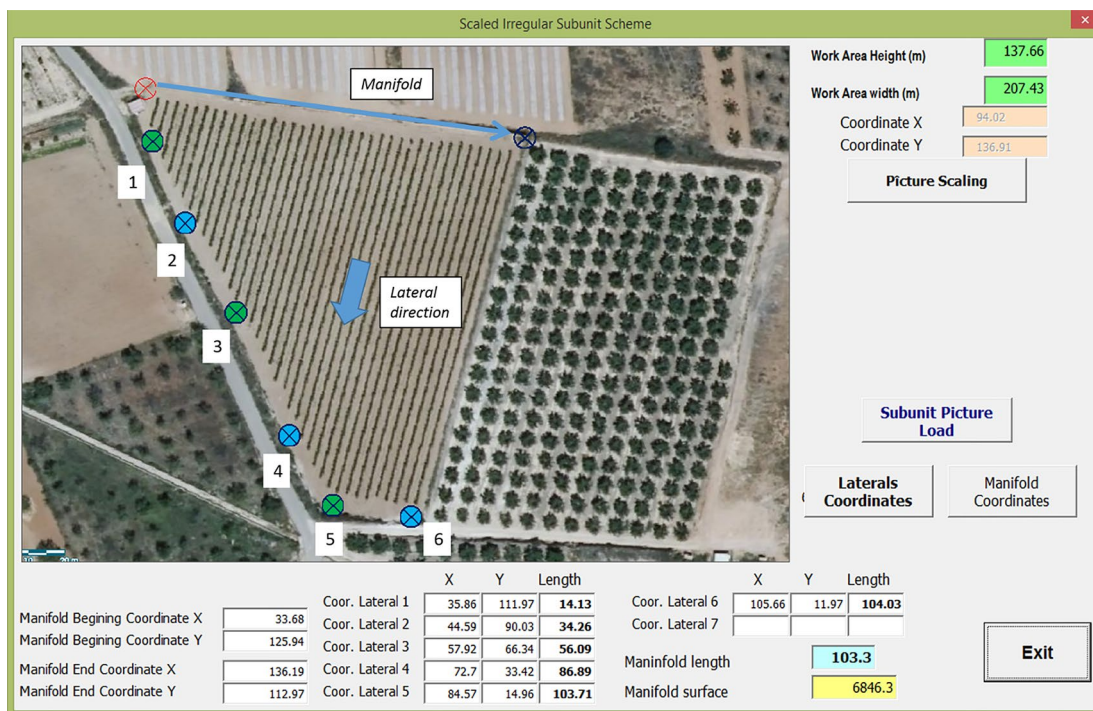 Scaled Irregular Subunit Scheme
Manifold
1
2
3
4
5
6
Lateral
direction
Work Area Height (m) 137.66
Work Area width (m) 207.43
Coordinate X 94.02
Coordinate Y 136.91
Picture Scaling
Subunit Picture
Load
Laterals
Coordinates
Manifold
Coordinates
Manifold Begining Coordinate X 33.68
Manifold Begining Coordinate Y 125.94
Manifold End Coordinate X 136.19
Manifold End Coordinate Y 112.97
X Y Length
Coor. Lateral 1 35.86 111.97 14.13
Coor. Lateral 2 44.59 90.03 34.26
Coor. Lateral 3 57.92 66.34 56.09
Coor. Lateral 4 72.7 33.42 86.89
Coor. Lateral 5 84.57 14.96 103.71
X Y Length
Coor. Lateral 6 105.66 11.97 104.03
Coor. Lateral 7
Maninfold length 103.3
Manifold surface 6846.3
Exit